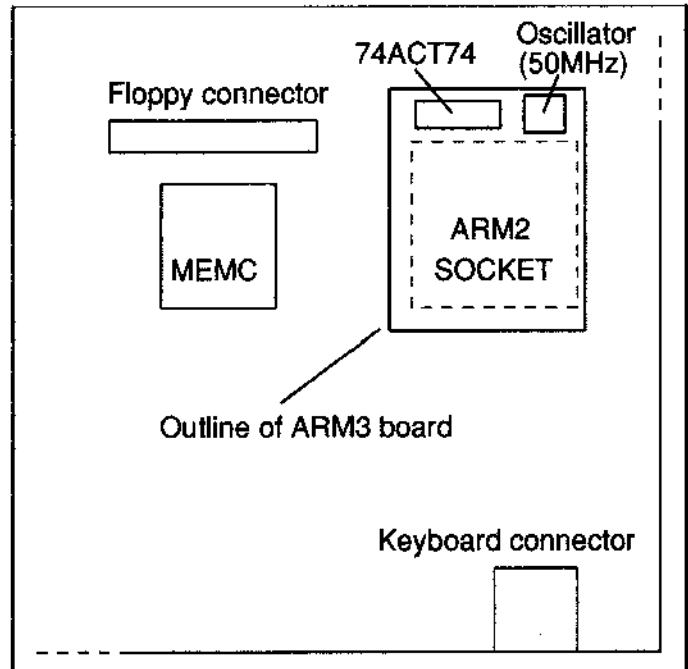 Oscillator
(50MHz)
74ACT74
Floppy connector
MEMC
ARM2
SOCKET
Outline of ARM3 board
Keyboard connector